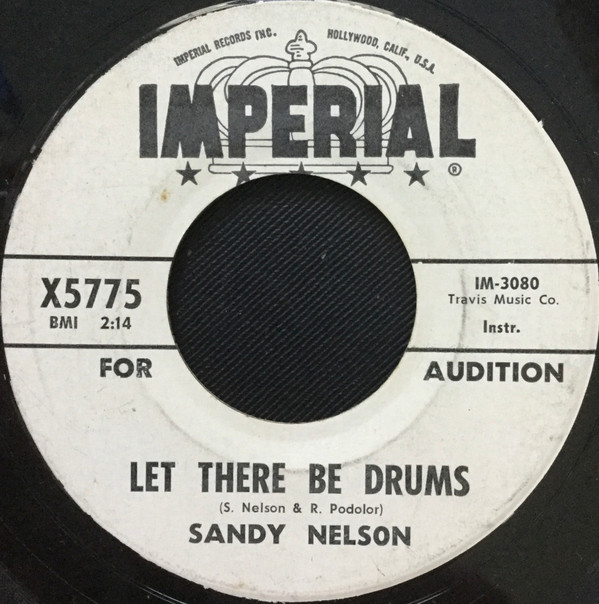 IMPERIAL RECORDS INC. HOLLYWOOD, CALIF., U.S.A.
IMPERIAL
®
X5775
BMI 2:14
IM-3080
Travis Music Co.
Instr.
FOR AUDITION
LET THERE BE DRUMS
(S. Nelson & R. Podolor)
SANDY NELSON